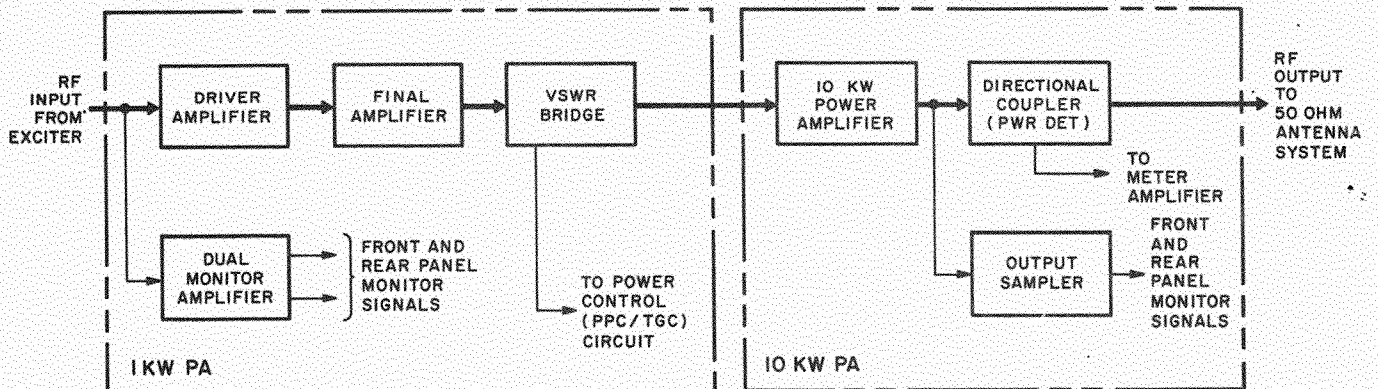 RF
INPUT
FROM
EXCITER
DRIVER
AMPLIFIER
FINAL
AMPLIFIER
VSWR
BRIDGE
DUAL
MONITOR
AMPLIFIER
FRONT AND
REAR PANEL
MONITOR
SIGNALS
TO POWER
CONTROL
(PPC/TGC)
CIRCUIT
1 KW PA
10 KW
POWER
AMPLIFIER
DIRECTIONAL
COUPLER
(PWR DET)
TO
METER
AMPLIFIER
OUTPUT
SAMPLER
FRONT
AND
REAR
PANEL
MONITOR
SIGNALS
10 KW PA
RF
OUTPUT
TO
50 OHM
ANTENNA
SYSTEM